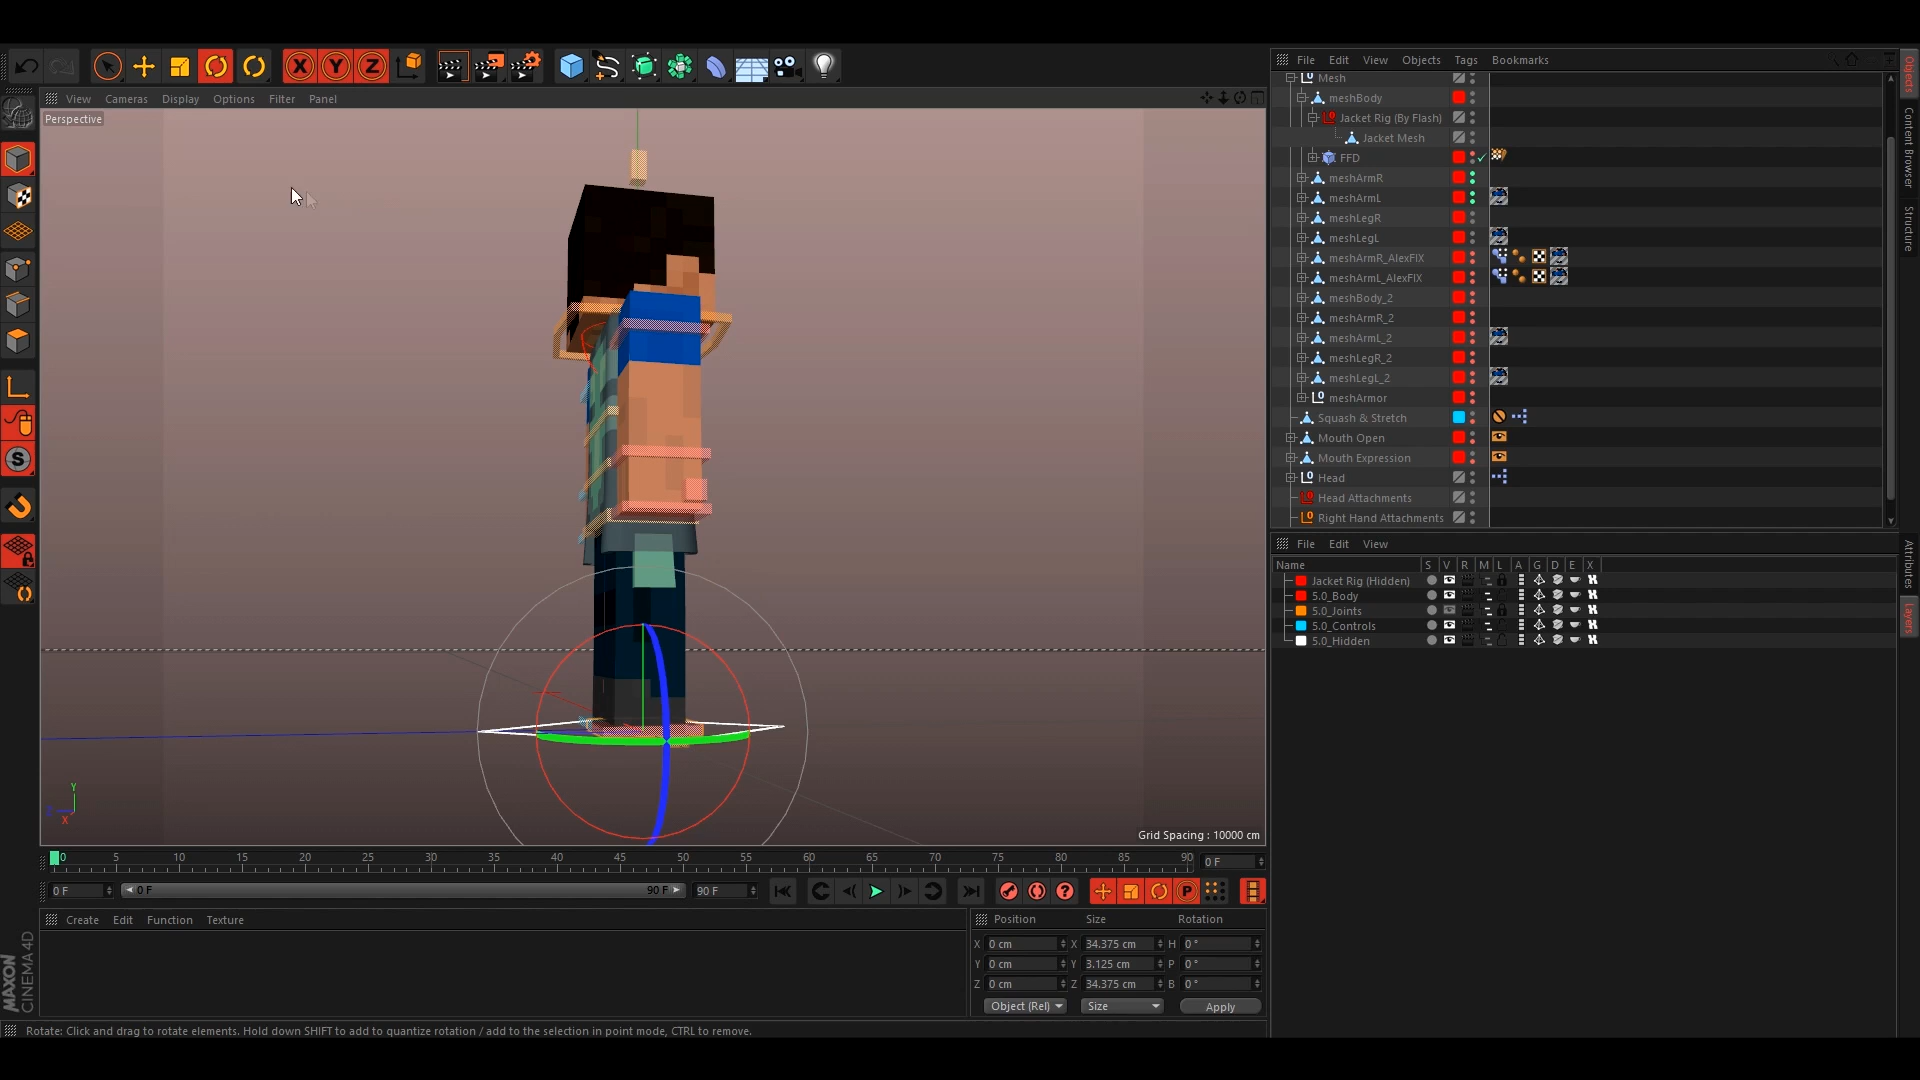 File Edit View Objects Tags Bookmarks
Mesh
meshBody
Jacket Rig (By Flash)
Jacket Mesh
FFD
meshArmR
meshArmL
meshLegR
meshLegL
meshArmR_AlexFIX
meshArmL_AlexFIX
meshBody_2
meshArmR_2
meshArmL_2
meshLegR_2
meshLegL_2
meshArmor
Squash & Stretch
Mouth Open
Mouth Expression
Head
Head Attachments
Right Hand Attachments
Objects
Content Browser
Structure
X Y Z
View Cameras Display Options Filter Panel
Perspective
Grid Spacing : 10000 cm
Y
Z
X
File Edit View
Name S V R M L A G D E X
Jacket Rig (Hidden)
5.0_Body
5.0_Joints
5.0_Controls
5.0_Hidden
Attributes
Layers
0 5 10 15 20 25 30 35 40 45 50 55 60 65 70 75 80 85 90 0 F
0 F 0 F 90 F 90 F
Create Edit Function Texture
Position Size Rotation
X 0 cm X 34.375 cm H 0 °
Y 0 cm Y 3.125 cm P 0 °
Z 0 cm Z 34.375 cm B 0 °
Object (Rel) Size Apply
MAXON
CINEMA 4D
Rotate: Click and drag to rotate elements. Hold down SHIFT to add to quantize rotation / add to the selection in point mode, CTRL to remove.